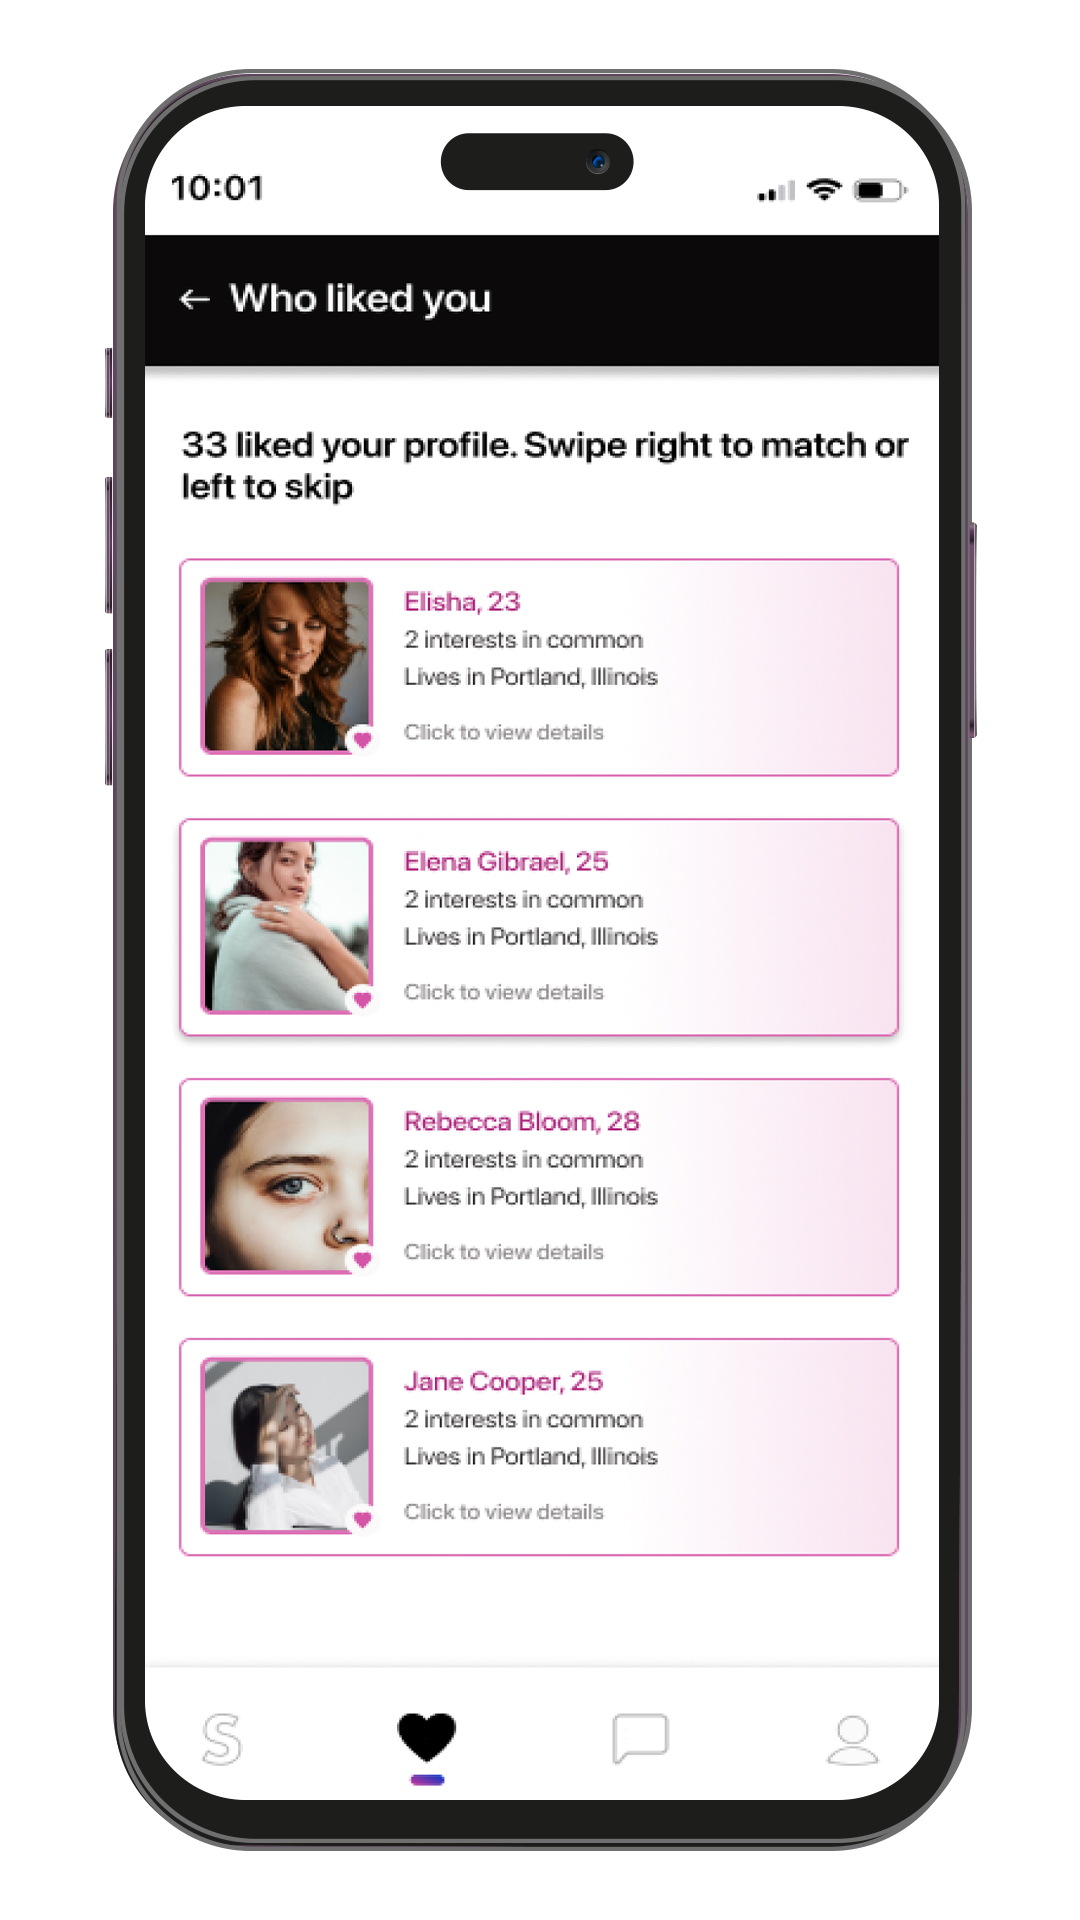 10:01
Who liked you
33 liked your profile. Swipe right to match or
left to skip
Elisha, 23
2 interests in common
Lives in Portland, Illinois
Click to view details
Elena Gibrael, 25
2 interests in common
Lives in Portland, Illinois
Click to view details
Rebecca Bloom, 28
2 interests in common
Lives in Portland, Illinois
Click to view details
Jane Cooper, 25
2 interests in common
Lives in Portland, Illinois
Click to view details
S